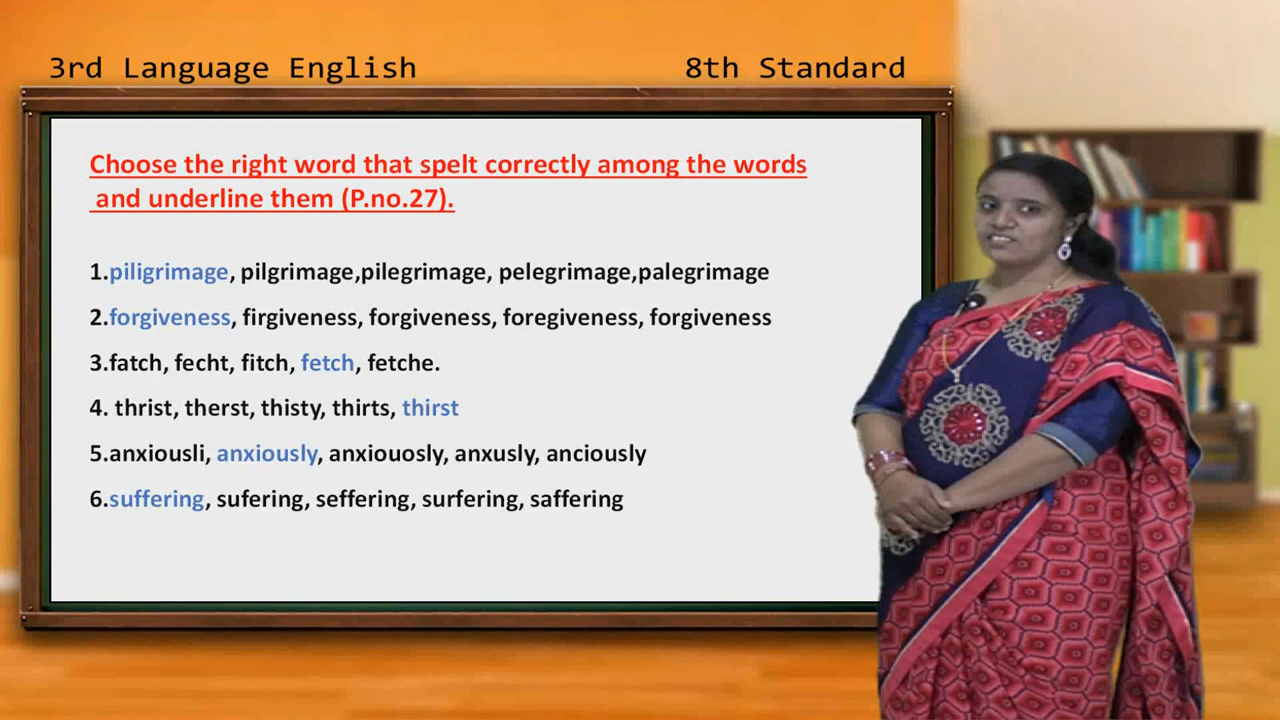 3rd Language English 8th Standard
Choose the right word that spelt correctly among the words
and underline them (P.no.27).
1.piligrimage, pilgrimage,pilegrimage, pelegrimage,palegrimage
2.forgiveness, firgiveness, forgiveness, foregiveness, forgiveness
3.fatch, fecht, fitch, fetch, fetche.
4. thrist, therst, thisty, thirts, thirst
5.anxiousli, anxiously, anxiouosly, anxusly, anciously
6.suffering, sufering, seffering, surfering, saffering